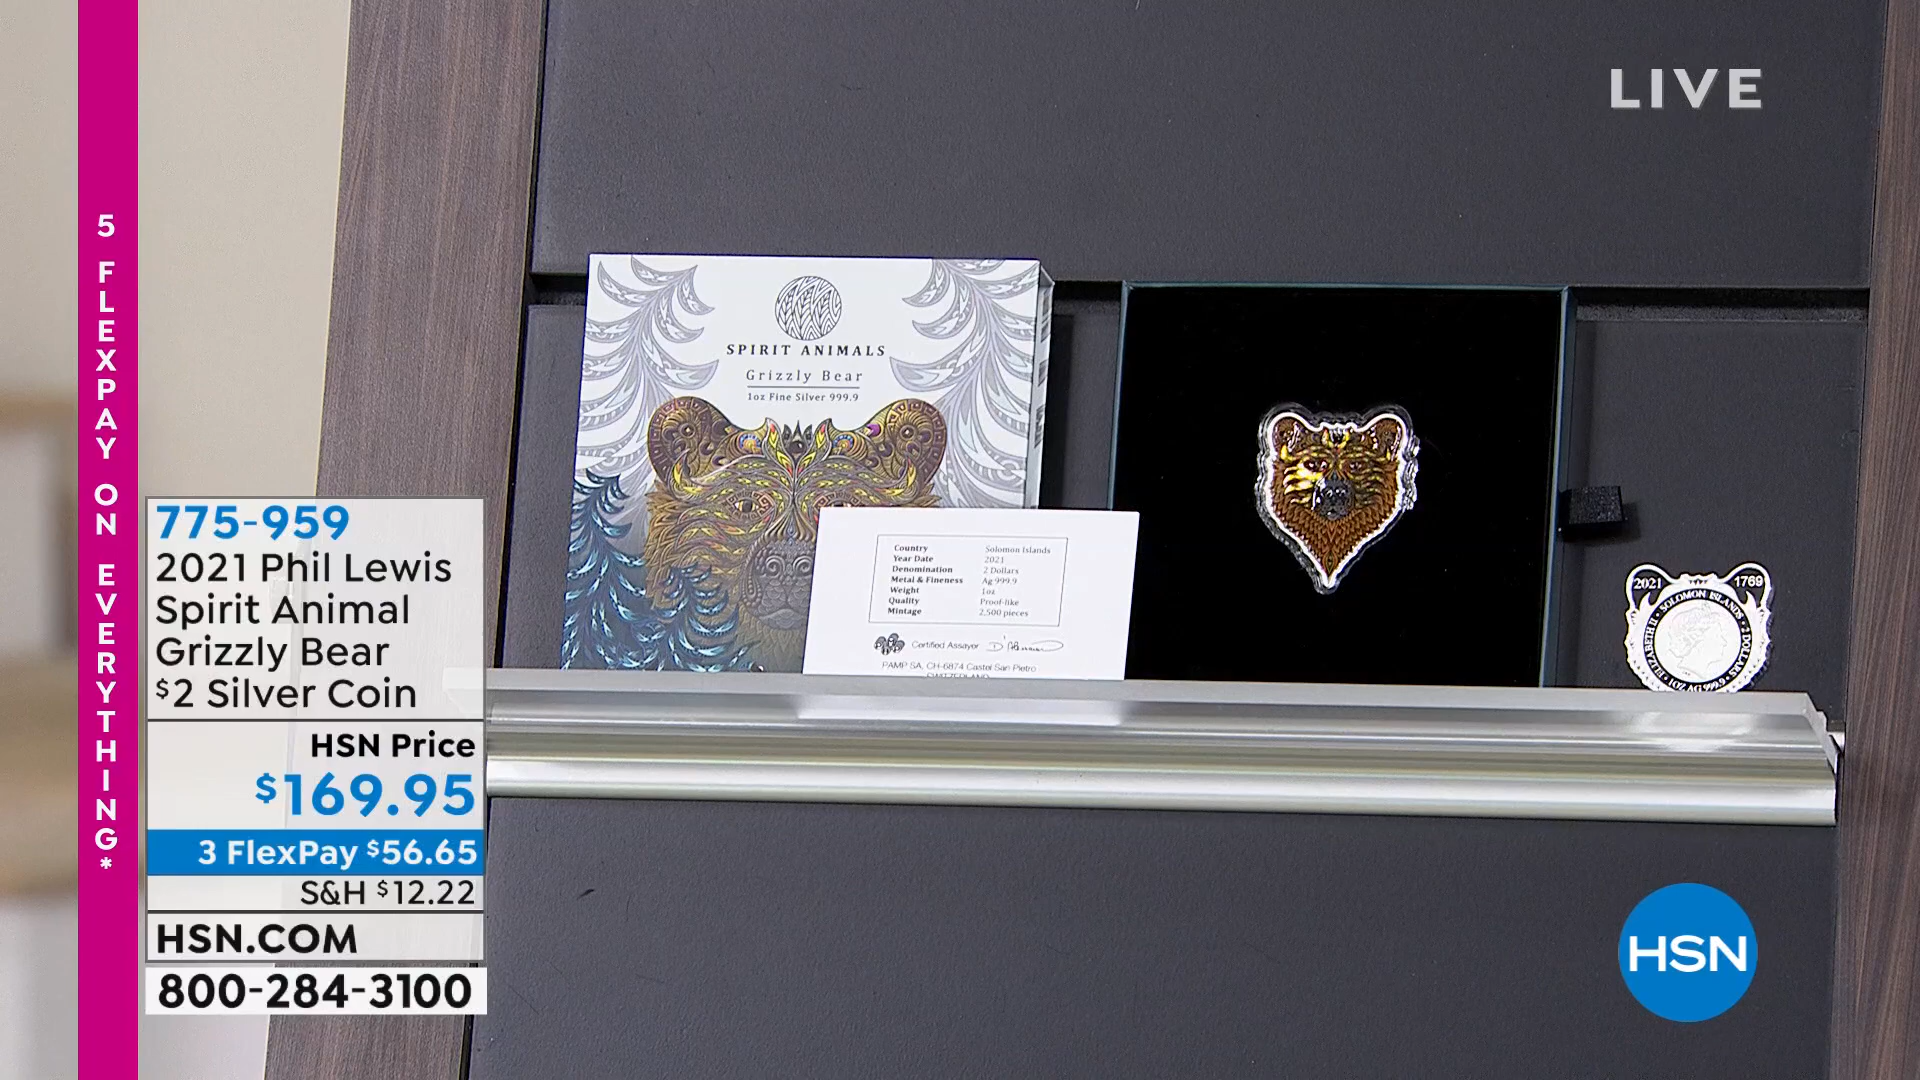 LIVE
5 FLEXPAY ON EVERYTHING*
SPIRIT ANIMALS
Grizzly Bear
1oz Fine Silver 999.9
Country Solomon Islands
Year Date 2021
Denomination 2 Dollars
Metal & Fineness Ag 999.9
Weight 1oz
Quality Proof-like
Mintage 2,500 pieces
Certified Assayer
PAMP SA, CH-6874 Castel San Pietro
SWITZERLAND
2021 1769
ELIZABETH II • SOLOMON ISLANDS • 2 DOLLARS •
1OZ AG 999.9
775-959
2021 Phil Lewis
Spirit Animal
Grizzly Bear
$2 Silver Coin
HSN Price
$169.95
3 FlexPay $56.65
S&H $12.22
HSN.COM
800-284-3100
HSN